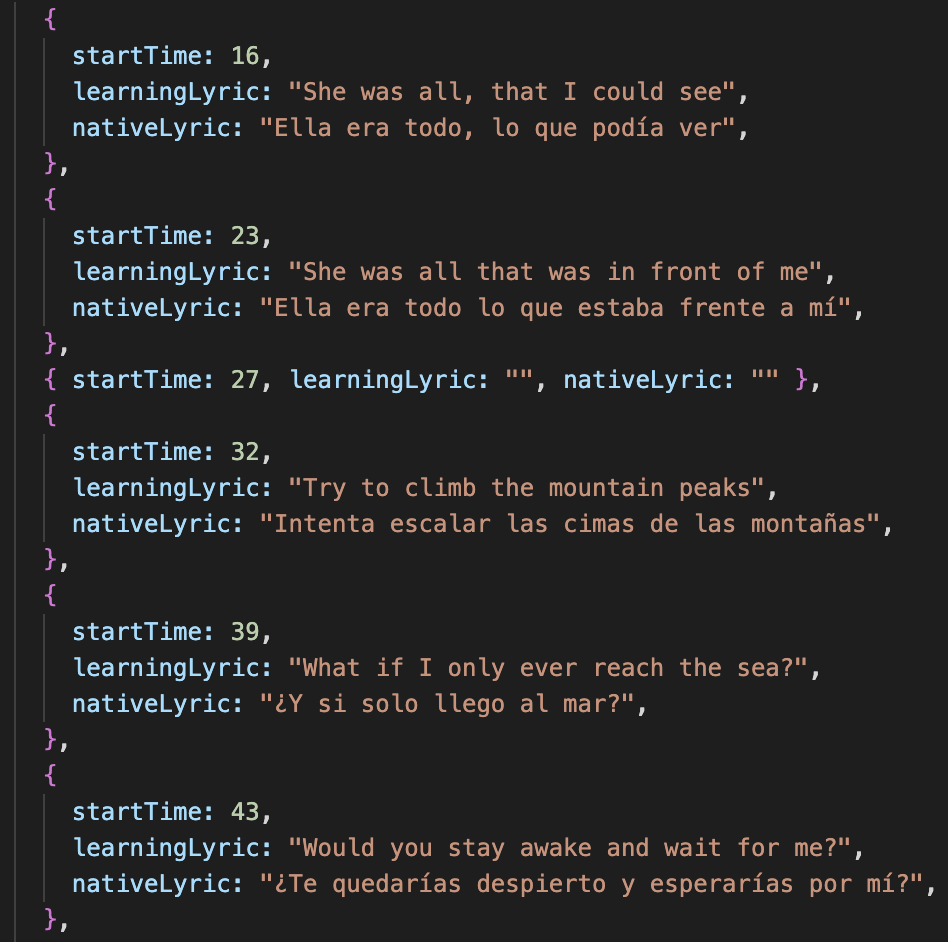 {
startTime: 16,
learningLyric: "She was all, that I could see",
nativeLyric: "Ella era todo, lo que podía ver",
},
{
startTime: 23,
learningLyric: "She was all that was in front of me",
nativeLyric: "Ella era todo lo que estaba frente a mí",
},
{ startTime: 27, learningLyric: "", nativeLyric: "" },
{
startTime: 32,
learningLyric: "Try to climb the mountain peaks",
nativeLyric: "Intenta escalar las cimas de las montañas",
},
{
startTime: 39,
learningLyric: "What if I only ever reach the sea?",
nativeLyric: "¿Y si solo llego al mar?",
},
{
startTime: 43,
learningLyric: "Would you stay awake and wait for me?",
nativeLyric: "¿Te quedarías despierto y esperarías por mí?",
},